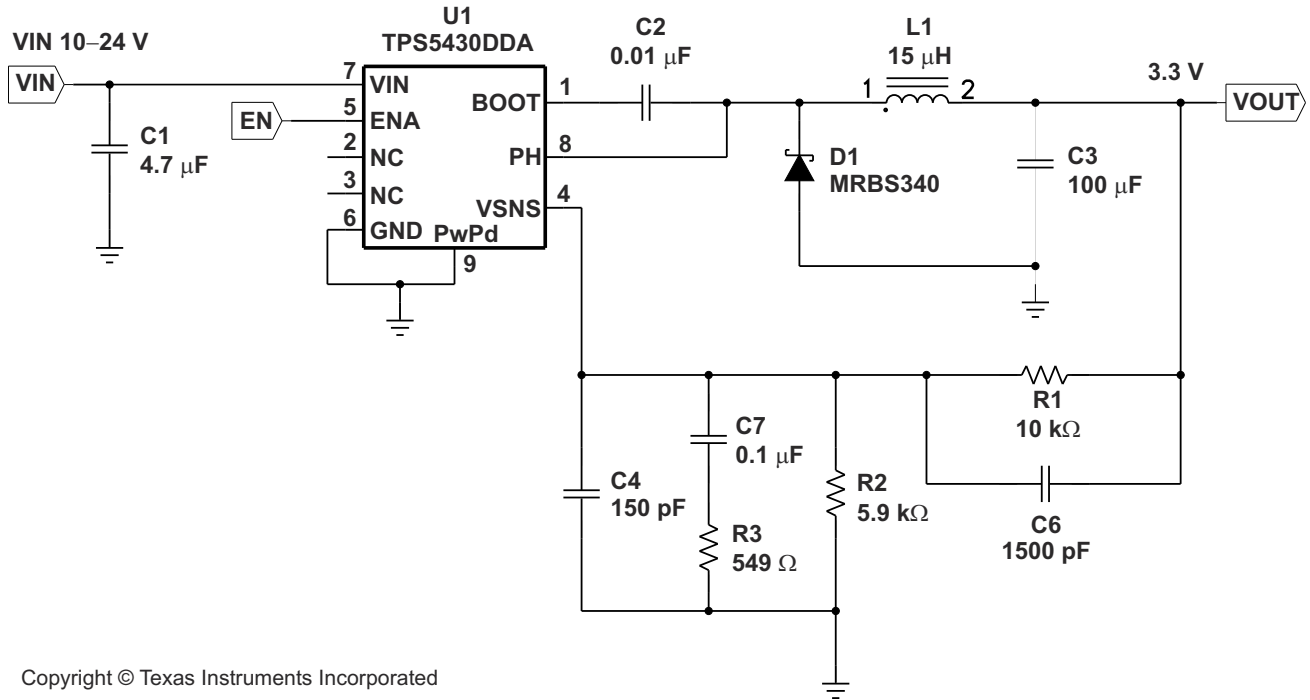 U1
TPS5430DDA
VIN 10–24 V
VIN
C1
4.7 μF
EN
7
5
2
3
6
VIN
ENA
NC
NC
GND
PwPd
9
BOOT
PH
VSNS
1
8
4
C2
0.01 μF
L1
15 μH
1
2
3.3 V
VOUT
D1
MRBS340
C3
100 μF
R1
10 kΩ
C7
0.1 μF
C4
150 pF
R2
5.9 kΩ
R3
549 Ω
C6
1500 pF
Copyright © Texas Instruments Incorporated